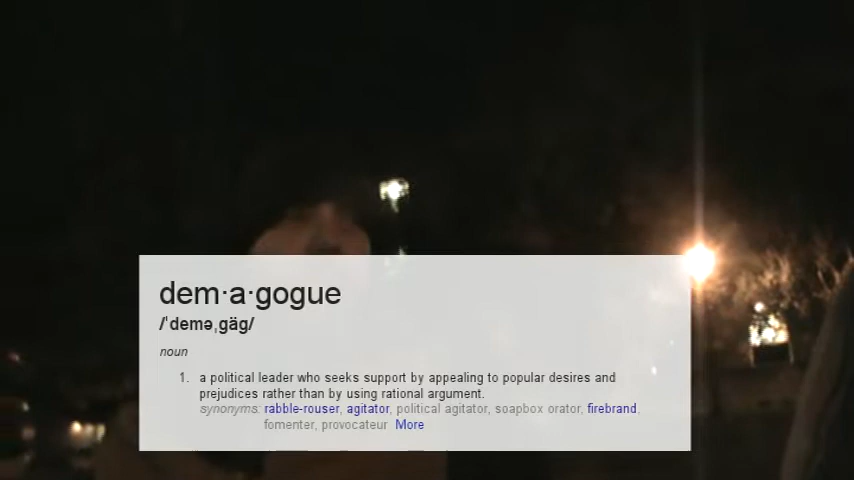 dem·a·gogue
/ˈdeməˌgäg/
noun
1. a political leader who seeks support by appealing to popular desires and
prejudices rather than by using rational argument.
synonyms: rabble-rouser, agitator, political agitator, soapbox orator, firebrand,
fomenter, provocateur More